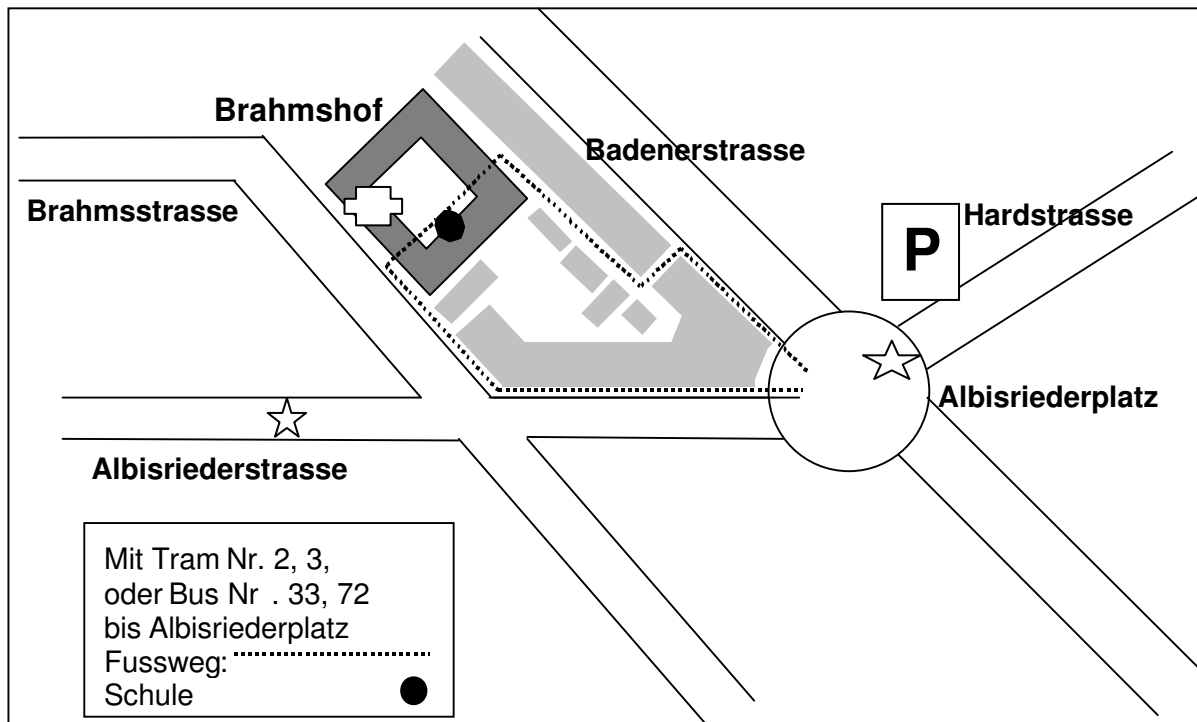 Brahmshof
Badenerstrasse
Brahmsstrasse
Hardstrasse
P
Albisriederplatz
Albisriederstrasse
Mit Tram Nr. 2, 3,
oder Bus Nr . 33, 72
bis Albisriederplatz
Fussweg:
Schule